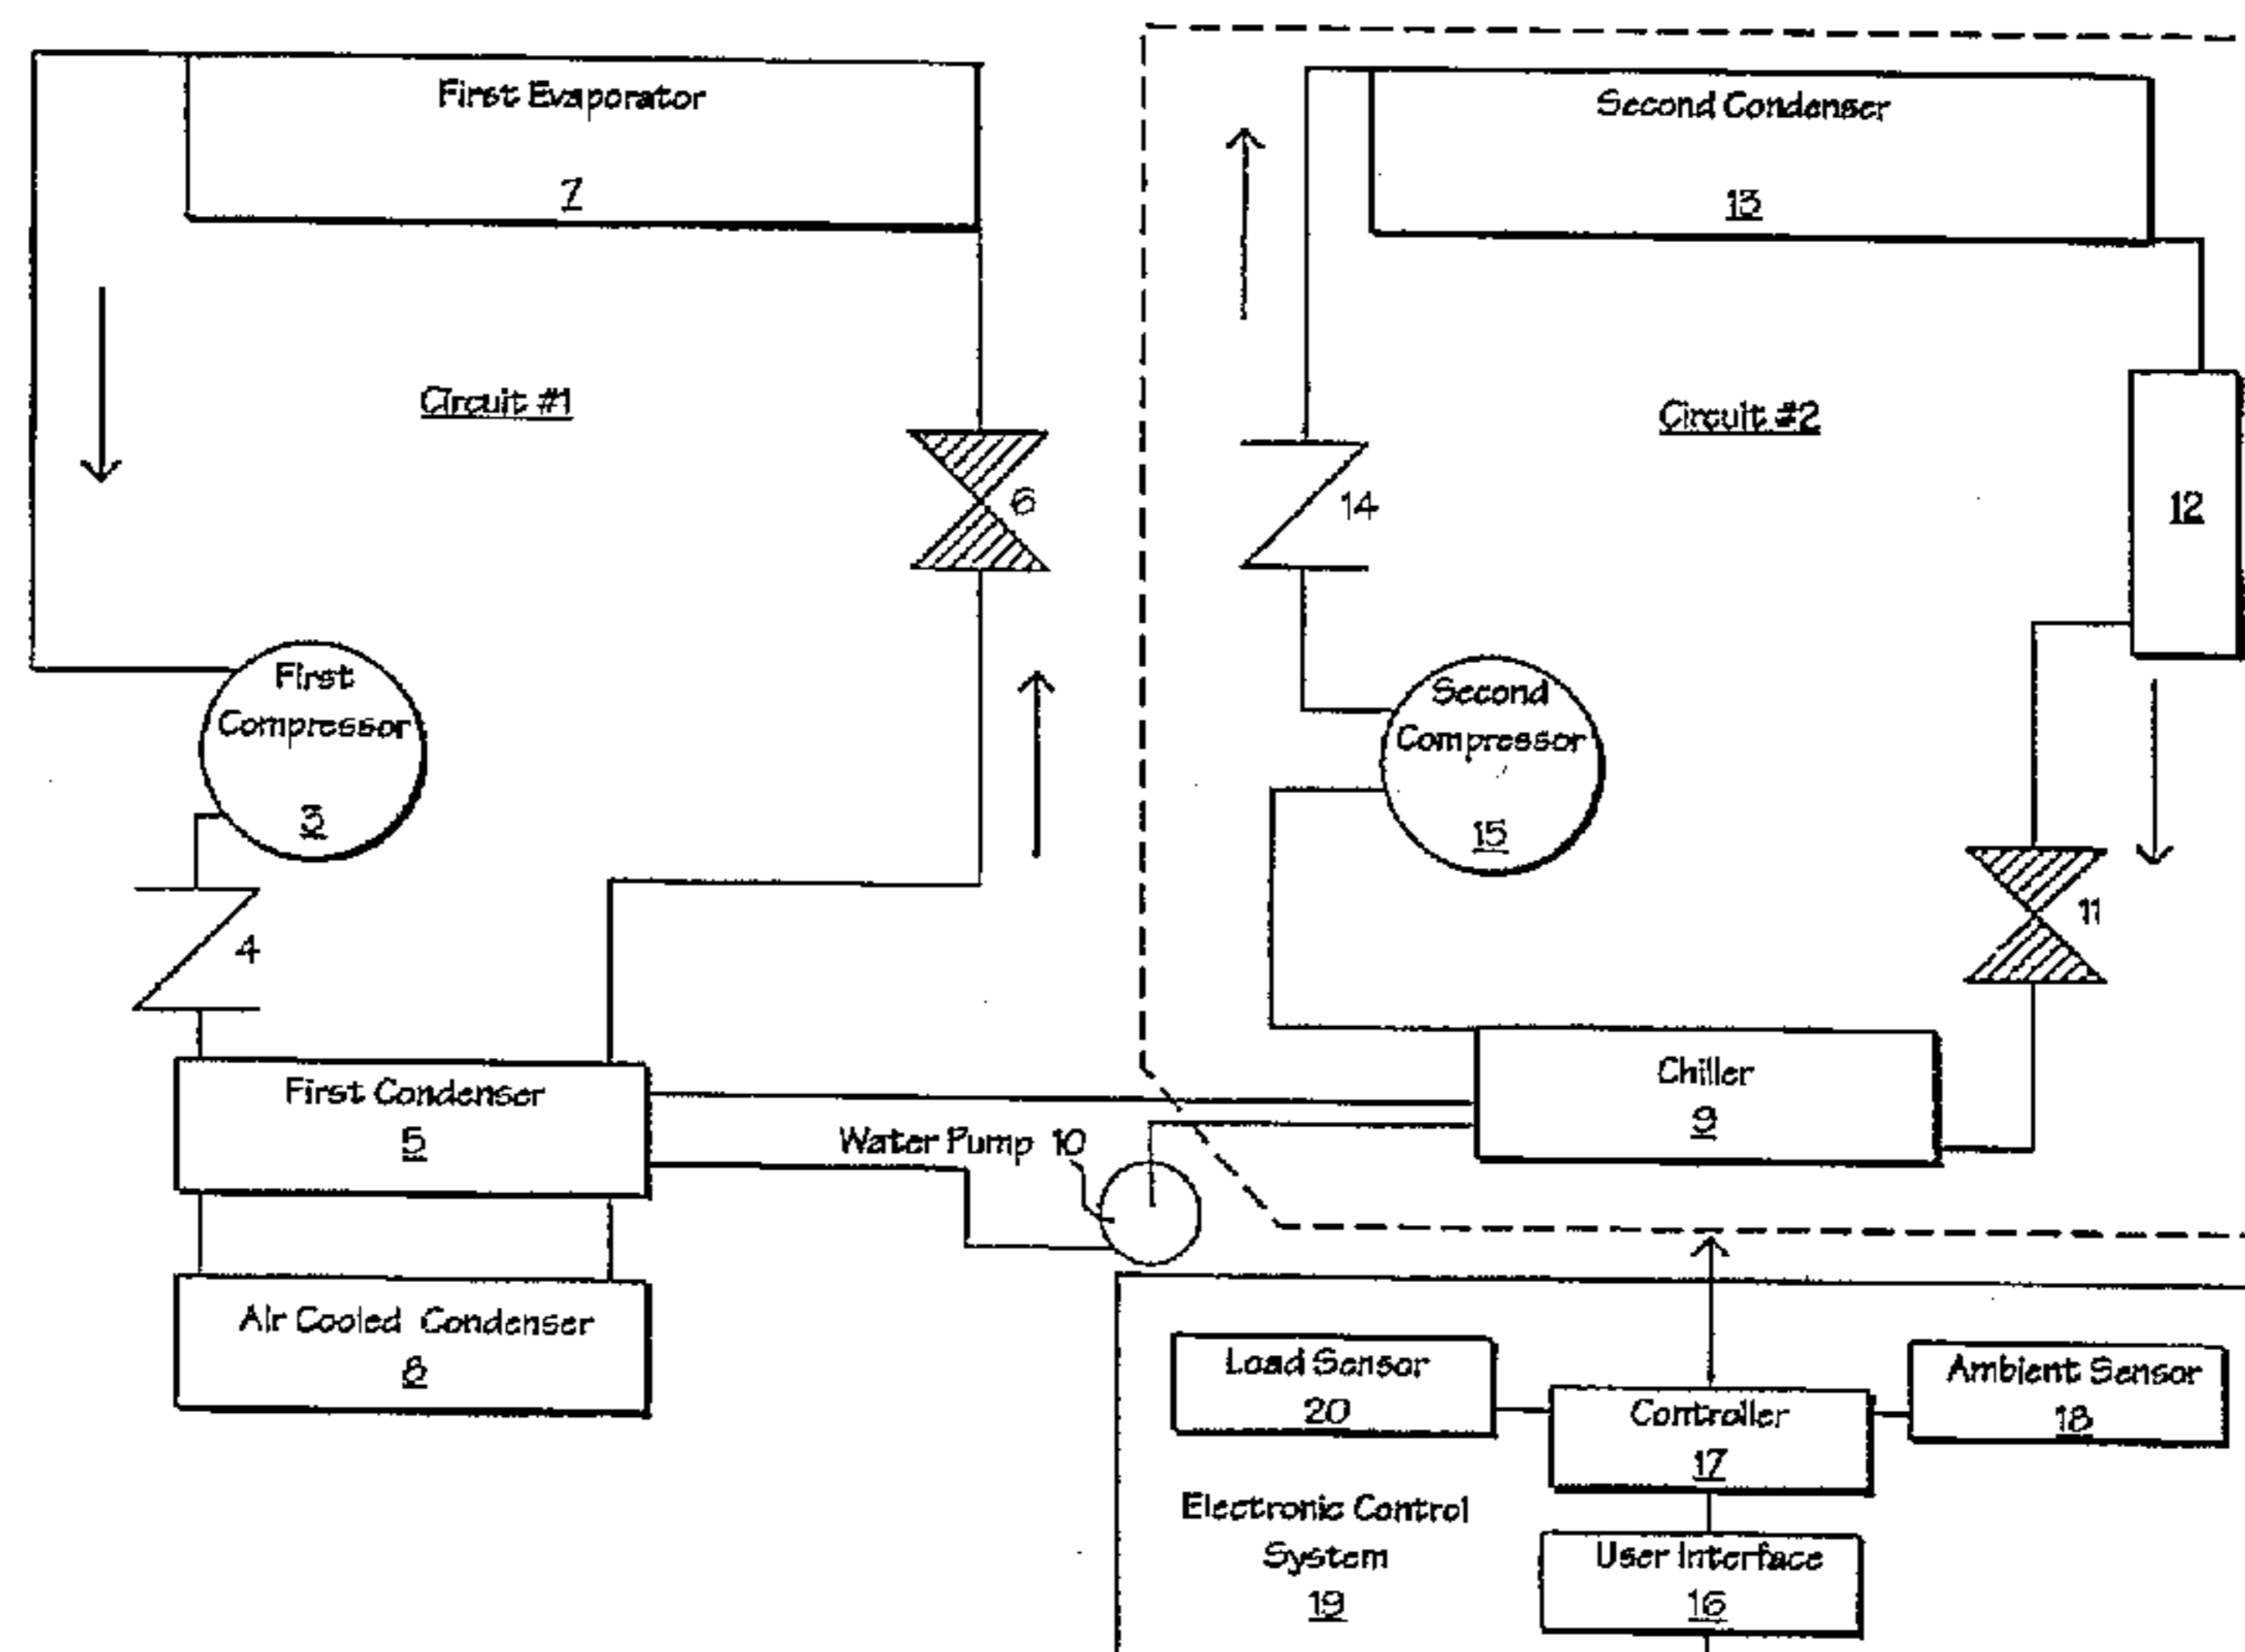 First Evaporator
7
Second Condenser
13
Circuit #1
Circuit #2
6
14
12
First
Compressor
3
Second
Compressor
15
4
11
First Condenser
5
Chiller
9
Water Pump 10
Air Cooled Condenser
8
Load Sensor
20
Controller
17
Ambient Sensor
18
Electronic Control
System
19
User Interface
16